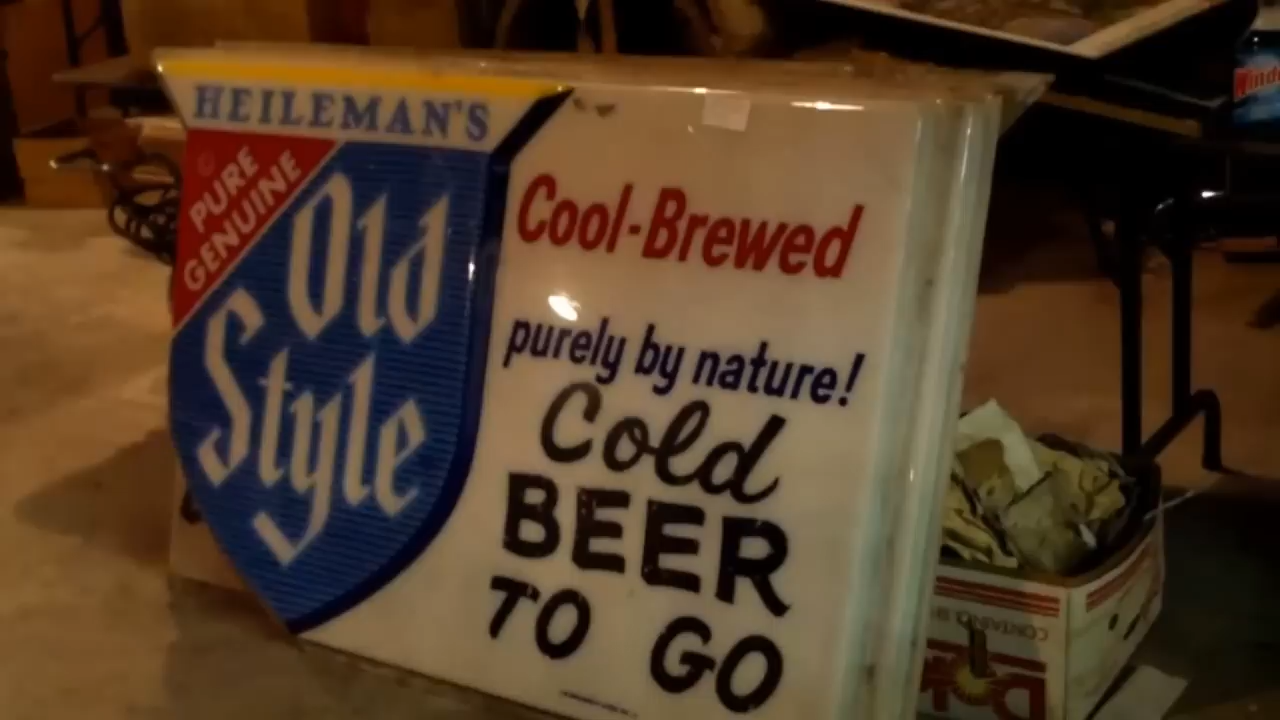 HEILEMAN'S
PURE
GENUINE
Old
Style
Cool-Brewed
purely by nature!
Cold
BEER
TO GO